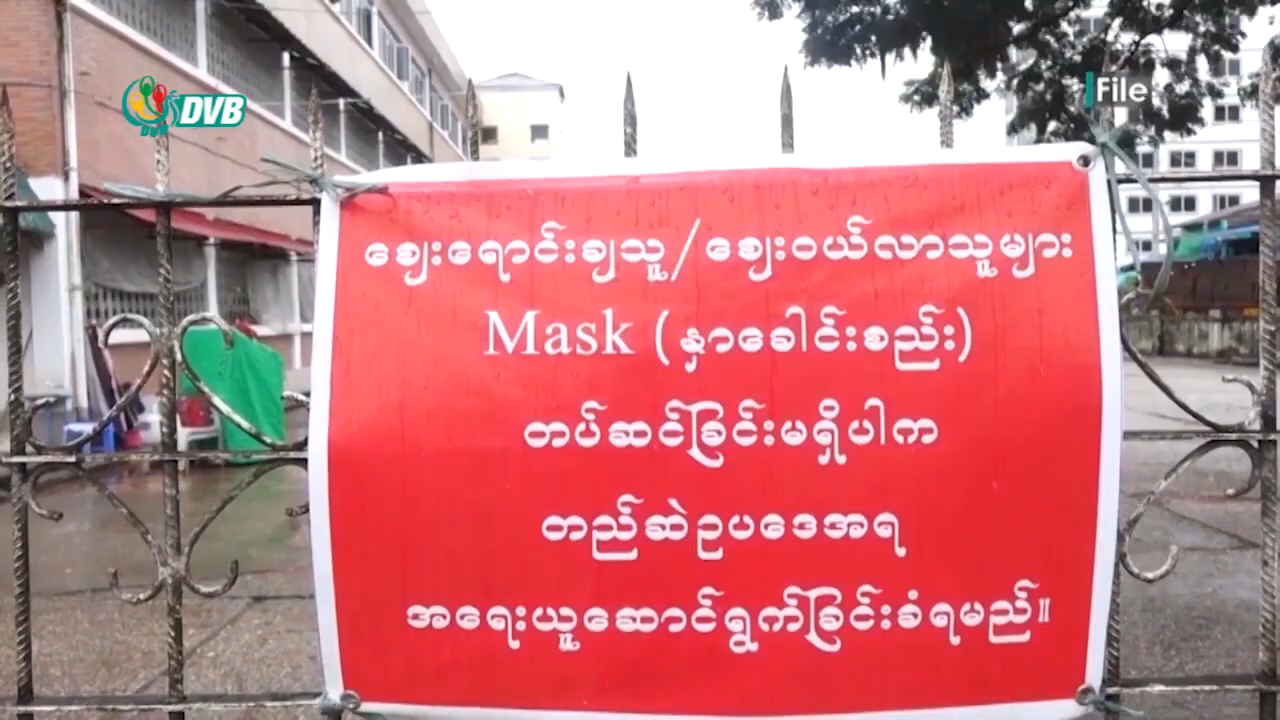 DVB
DVB
File
ဈေးရောင်းချသူ/ဈေးဝယ်လာသူများ
Mask (နှာခေါင်းစည်း)
တပ်ဆင်ခြင်းမရှိပါက
တည်ဆဲဥပဒေအရ
အရေးယူဆောင်ရွက်ခြင်းခံရမည်။